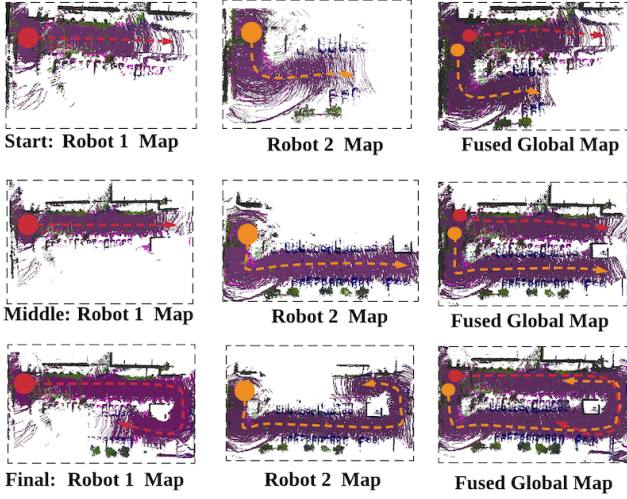 Start: Robot 1 Map
Robot 2 Map
Fused Global Map
Middle: Robot 1 Map
Robot 2 Map
Fused Global Map
Final: Robot 1 Map
Robot 2 Map
Fused Global Map